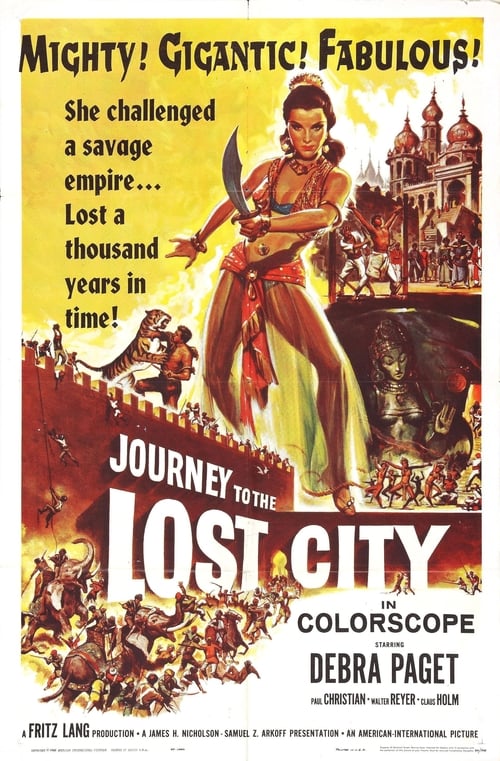 MIGHTY! GIGANTIC! FABULOUS!
She challenged
a savage
empire...
Lost a
thousand
years in
time!
JOURNEY TO THE
LOST CITY
IN
COLORSCOPE
STARRING
DEBRA PAGET
PAUL CHRISTIAN • WALTER REYER • CLAUS HOLM
A FRITZ LANG PRODUCTION • A JAMES H. NICHOLSON - SAMUEL Z. ARKOFF PRESENTATION • AN AMERICAN-INTERNATIONAL PICTURE